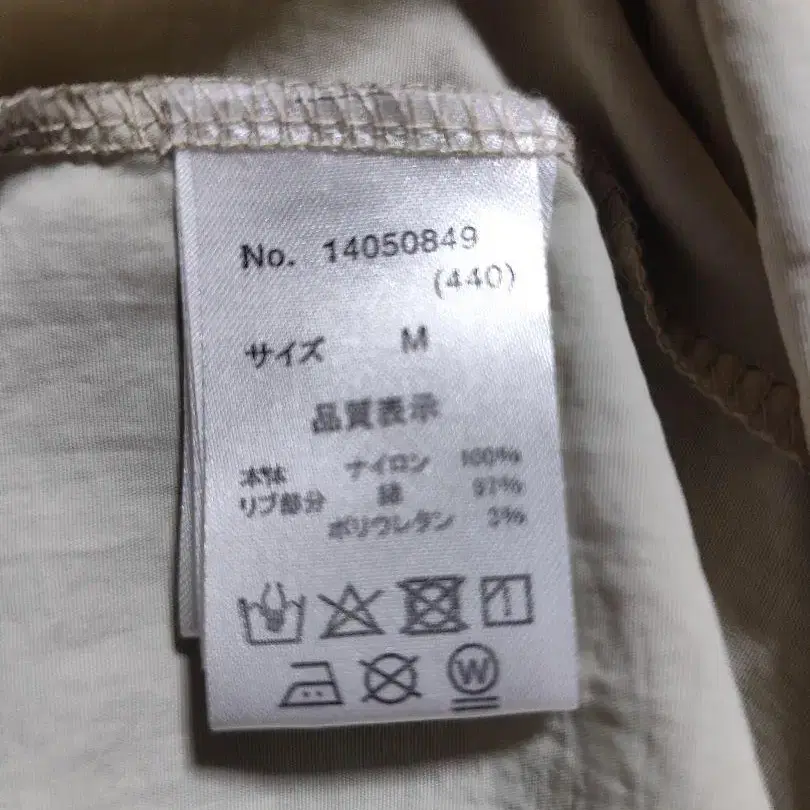 No. 14050849
(440)
サイズ M
品質表示
本体 ナイロン 100%
リブ部分 綿 97%
ポリウレタン 3%
W